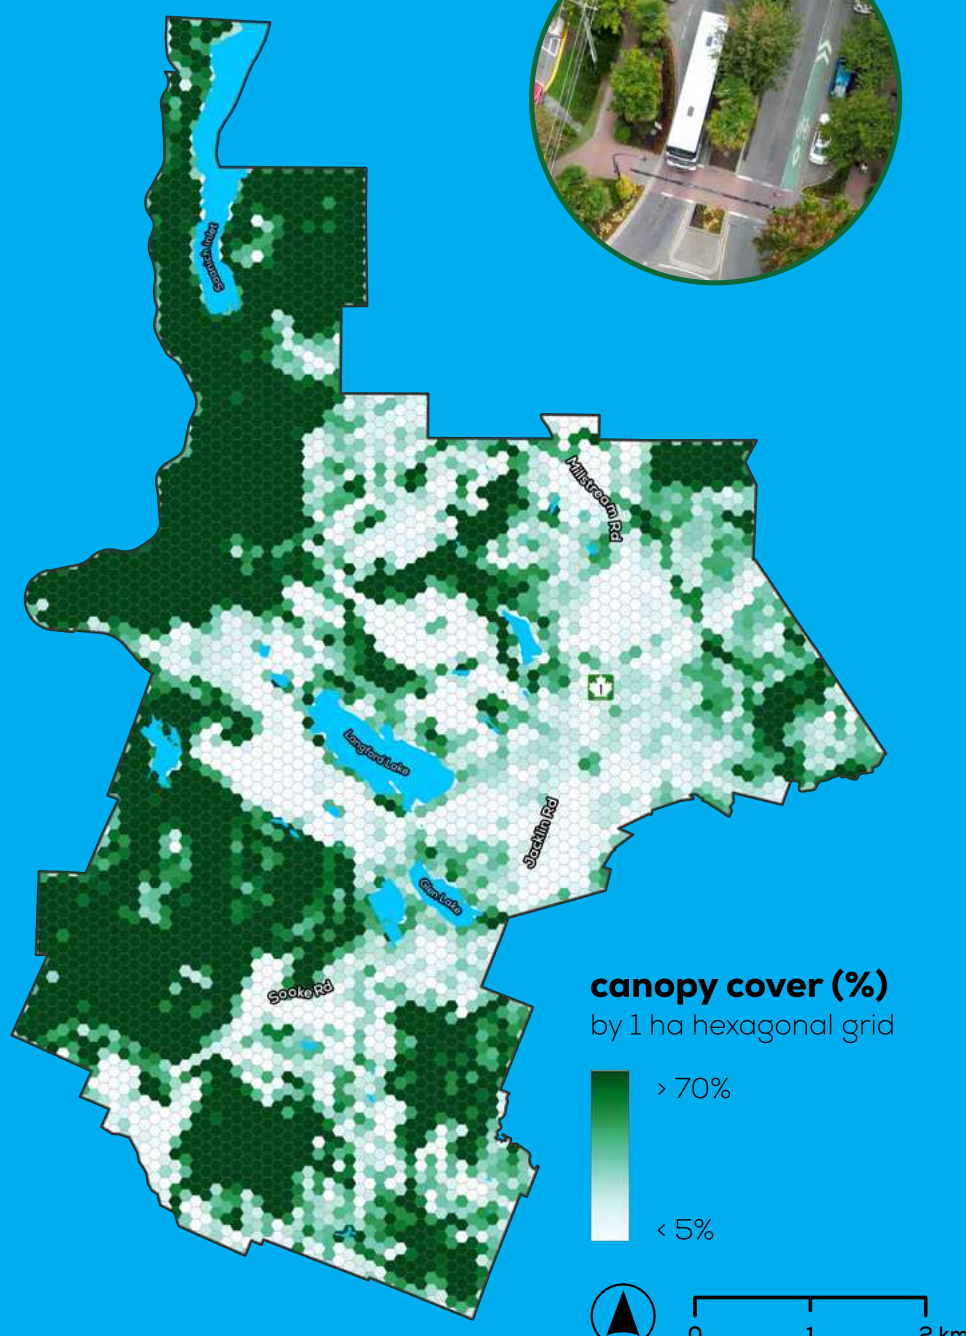 Saanich Inlet
Millstream Rd
1
Langford Lake
Jacklin Rd
Glen Lake
Sooke Rd
canopy cover (%)
by 1 ha hexagonal grid
> 70%
< 5%
0 1 2 km